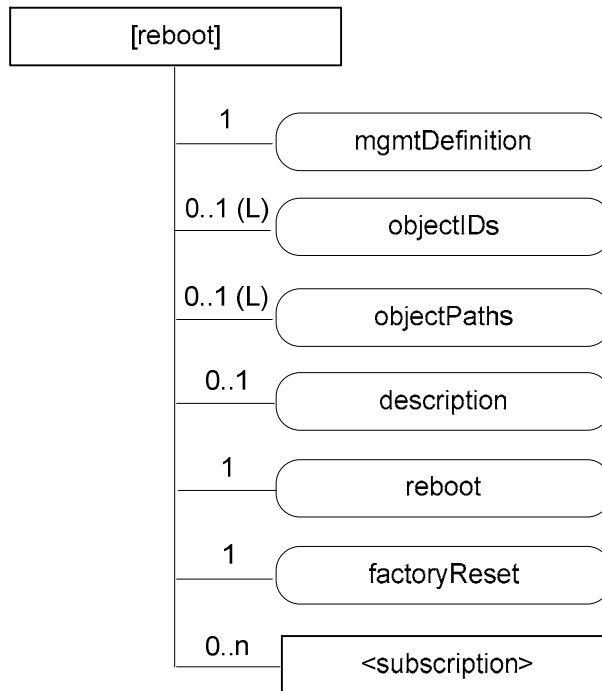 [reboot]
1
mgmtDefinition
0..1 (L)
objectIDs
0..1 (L)
objectPaths
0..1
description
1
reboot
1
factoryReset
0..n
<subscription>